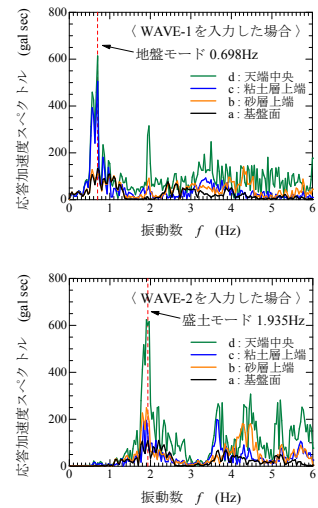 〈 WAVE-1を入力した場合 〉
地盤モード 0.698Hz
d : 天端中央
c : 粘土層上端
b : 砂層上端
a : 基盤面
応答加速度スペクトル (gal sec)
800
600
400
200
0
0 1 2 3 4 5 6
振動数 f (Hz)
〈 WAVE-2を入力した場合 〉
盛土モード 1.935Hz
d : 天端中央
c : 粘土層上端
b : 砂層上端
a : 基盤面
応答加速度スペクトル (gal sec)
800
600
400
200
0
0 1 2 3 4 5 6
振動数 f (Hz)